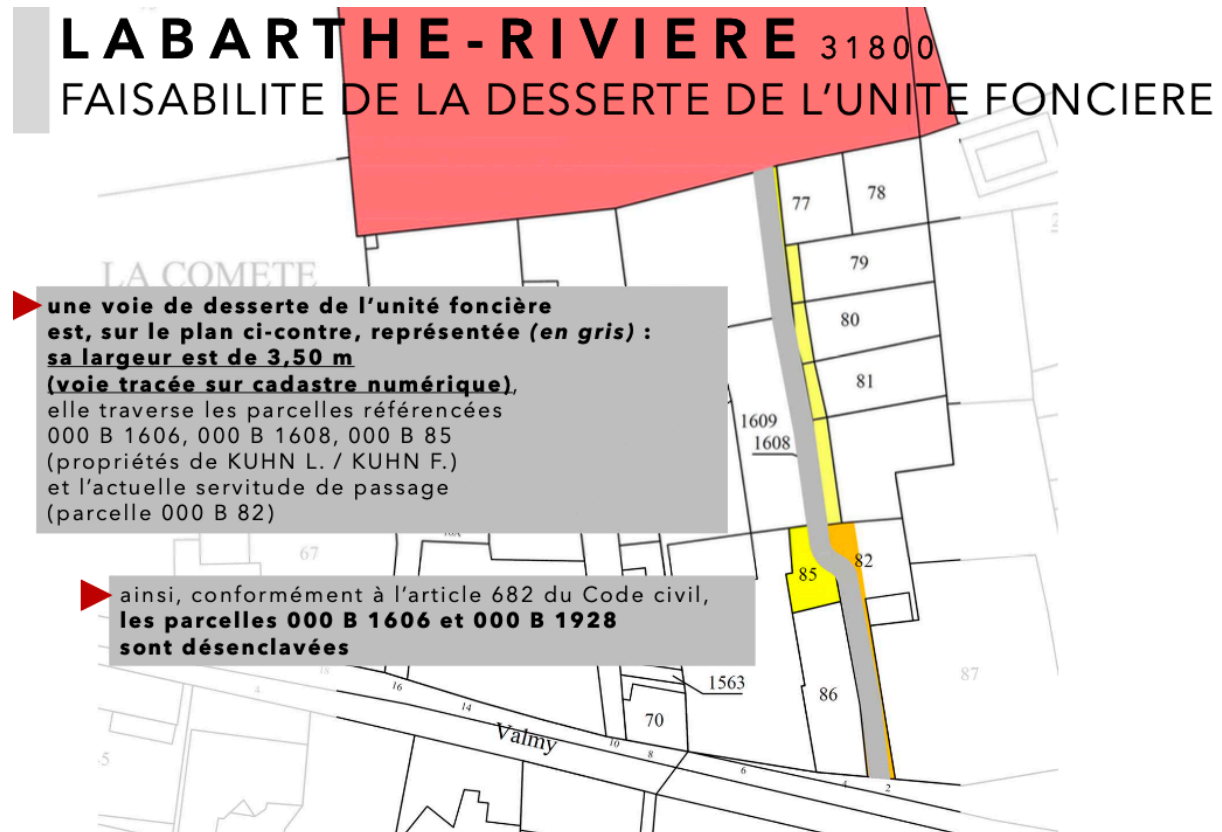 LABARTHE-RIVIERE 31800
FAISABILITE DE LA DESSERTE DE L'UNITE FONCIERE
77
78
79
LA COMETE
une voie de desserte de l'unité foncière
est, sur le plan ci-contre, représentée (en gris) :
sa largeur est de 3,50 m
(voie tracée sur cadastre numérique),
elle traverse les parcelles référencées
000 B 1606, 000 B 1608, 000 B 85
(propriétés de KUHN L. / KUHN F.)
et l'actuelle servitude de passage
(parcelle 000 B 82)
80
81
1609
1608
67
82
85
ainsi, conformément à l'article 682 du Code civil,
les parcelles 000 B 1606 et 000 B 1928
sont désenclavées
87
1563
86
70
16
14
Valmy
10
8
6
4
2
4